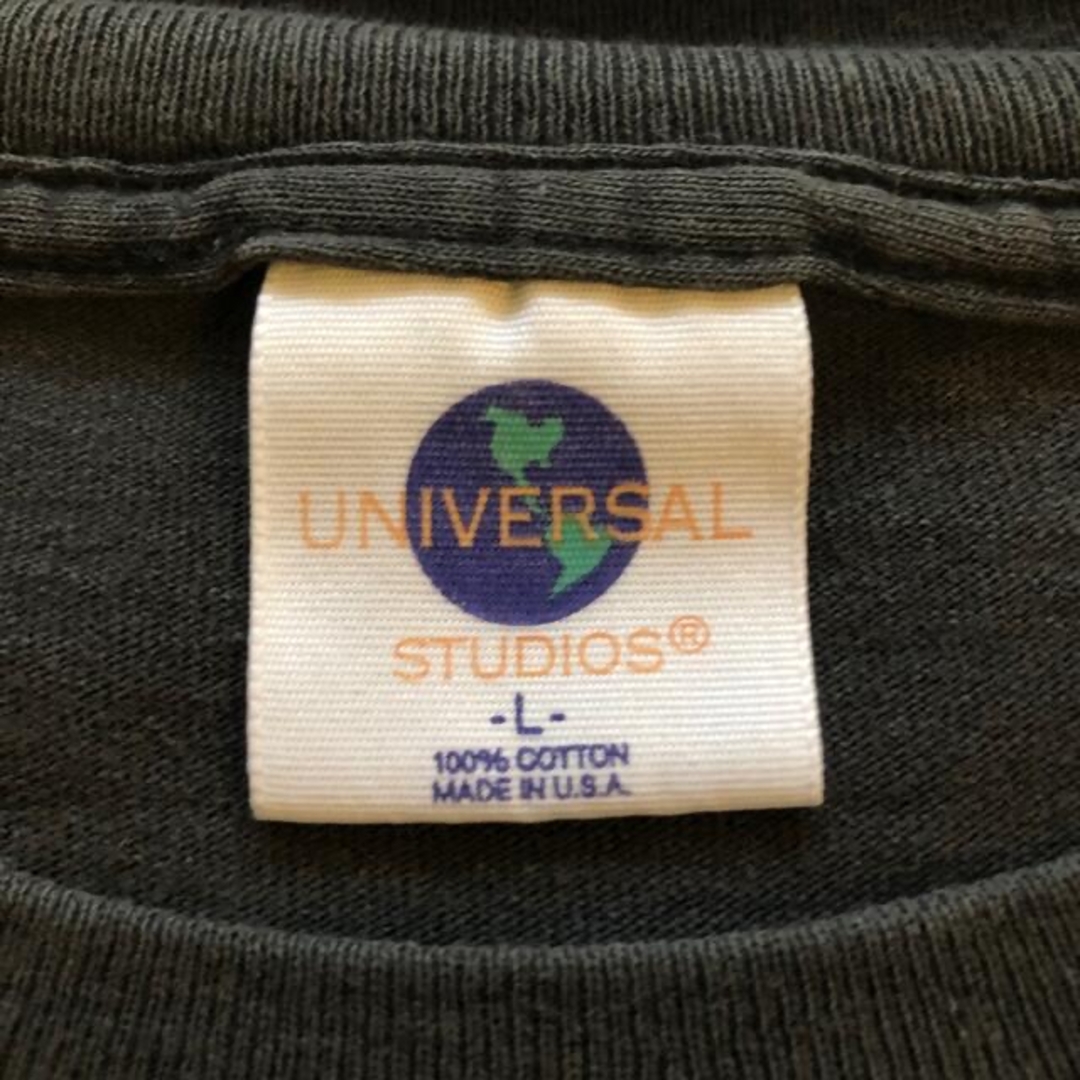 UNIVERSAL
STUDIOS®
-L-
100% COTTON
MADE IN U.S.A.